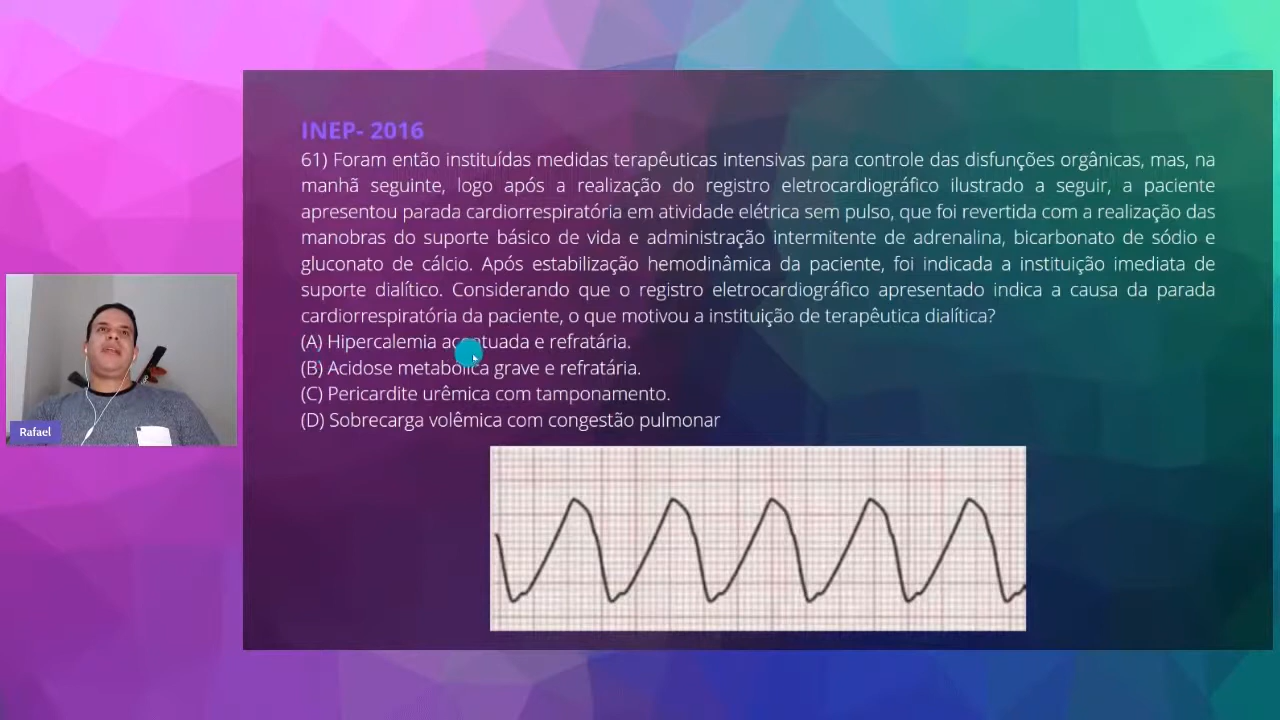 INEP- 2016
61) Foram então instituídas medidas terapêuticas intensivas para controle das disfunções orgânicas, mas, na
manhã seguinte, logo após a realização do registro eletrocardiográfico ilustrado a seguir, a paciente
apresentou parada cardiorrespiratória em atividade elétrica sem pulso, que foi revertida com a realização das
manobras do suporte básico de vida e administração intermitente de adrenalina, bicarbonato de sódio e
gluconato de cálcio. Após estabilização hemodinâmica da paciente, foi indicada a instituição imediata de
suporte dialítico. Considerando que o registro eletrocardiográfico apresentado indica a causa da parada
cardiorrespiratória da paciente, o que motivou a instituição de terapêutica dialítica?
(A) Hipercalemia acentuada e refratária.
(B) Acidose metabólica grave e refratária.
(C) Pericardite urêmica com tamponamento.
(D) Sobrecarga volêmica com congestão pulmonar
Rafael